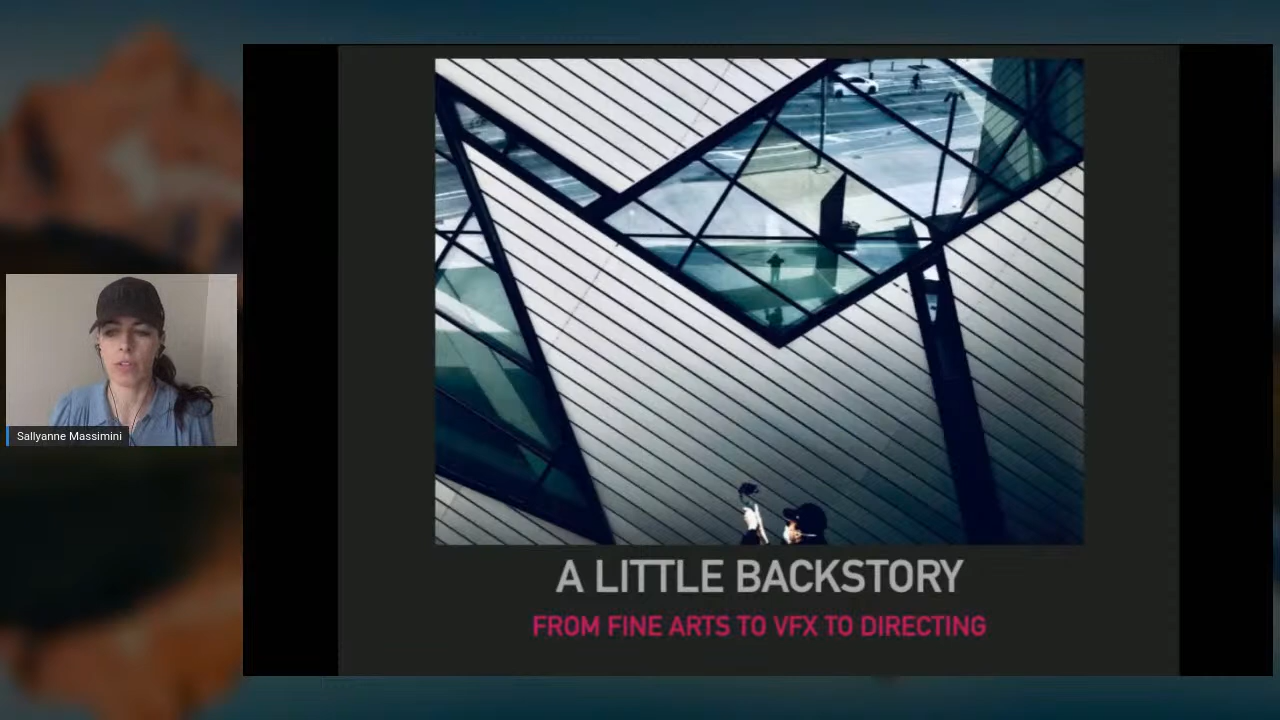 Sallyanne Massimini
A LITTLE BACKSTORY
FROM FINE ARTS TO VFX TO DIRECTING